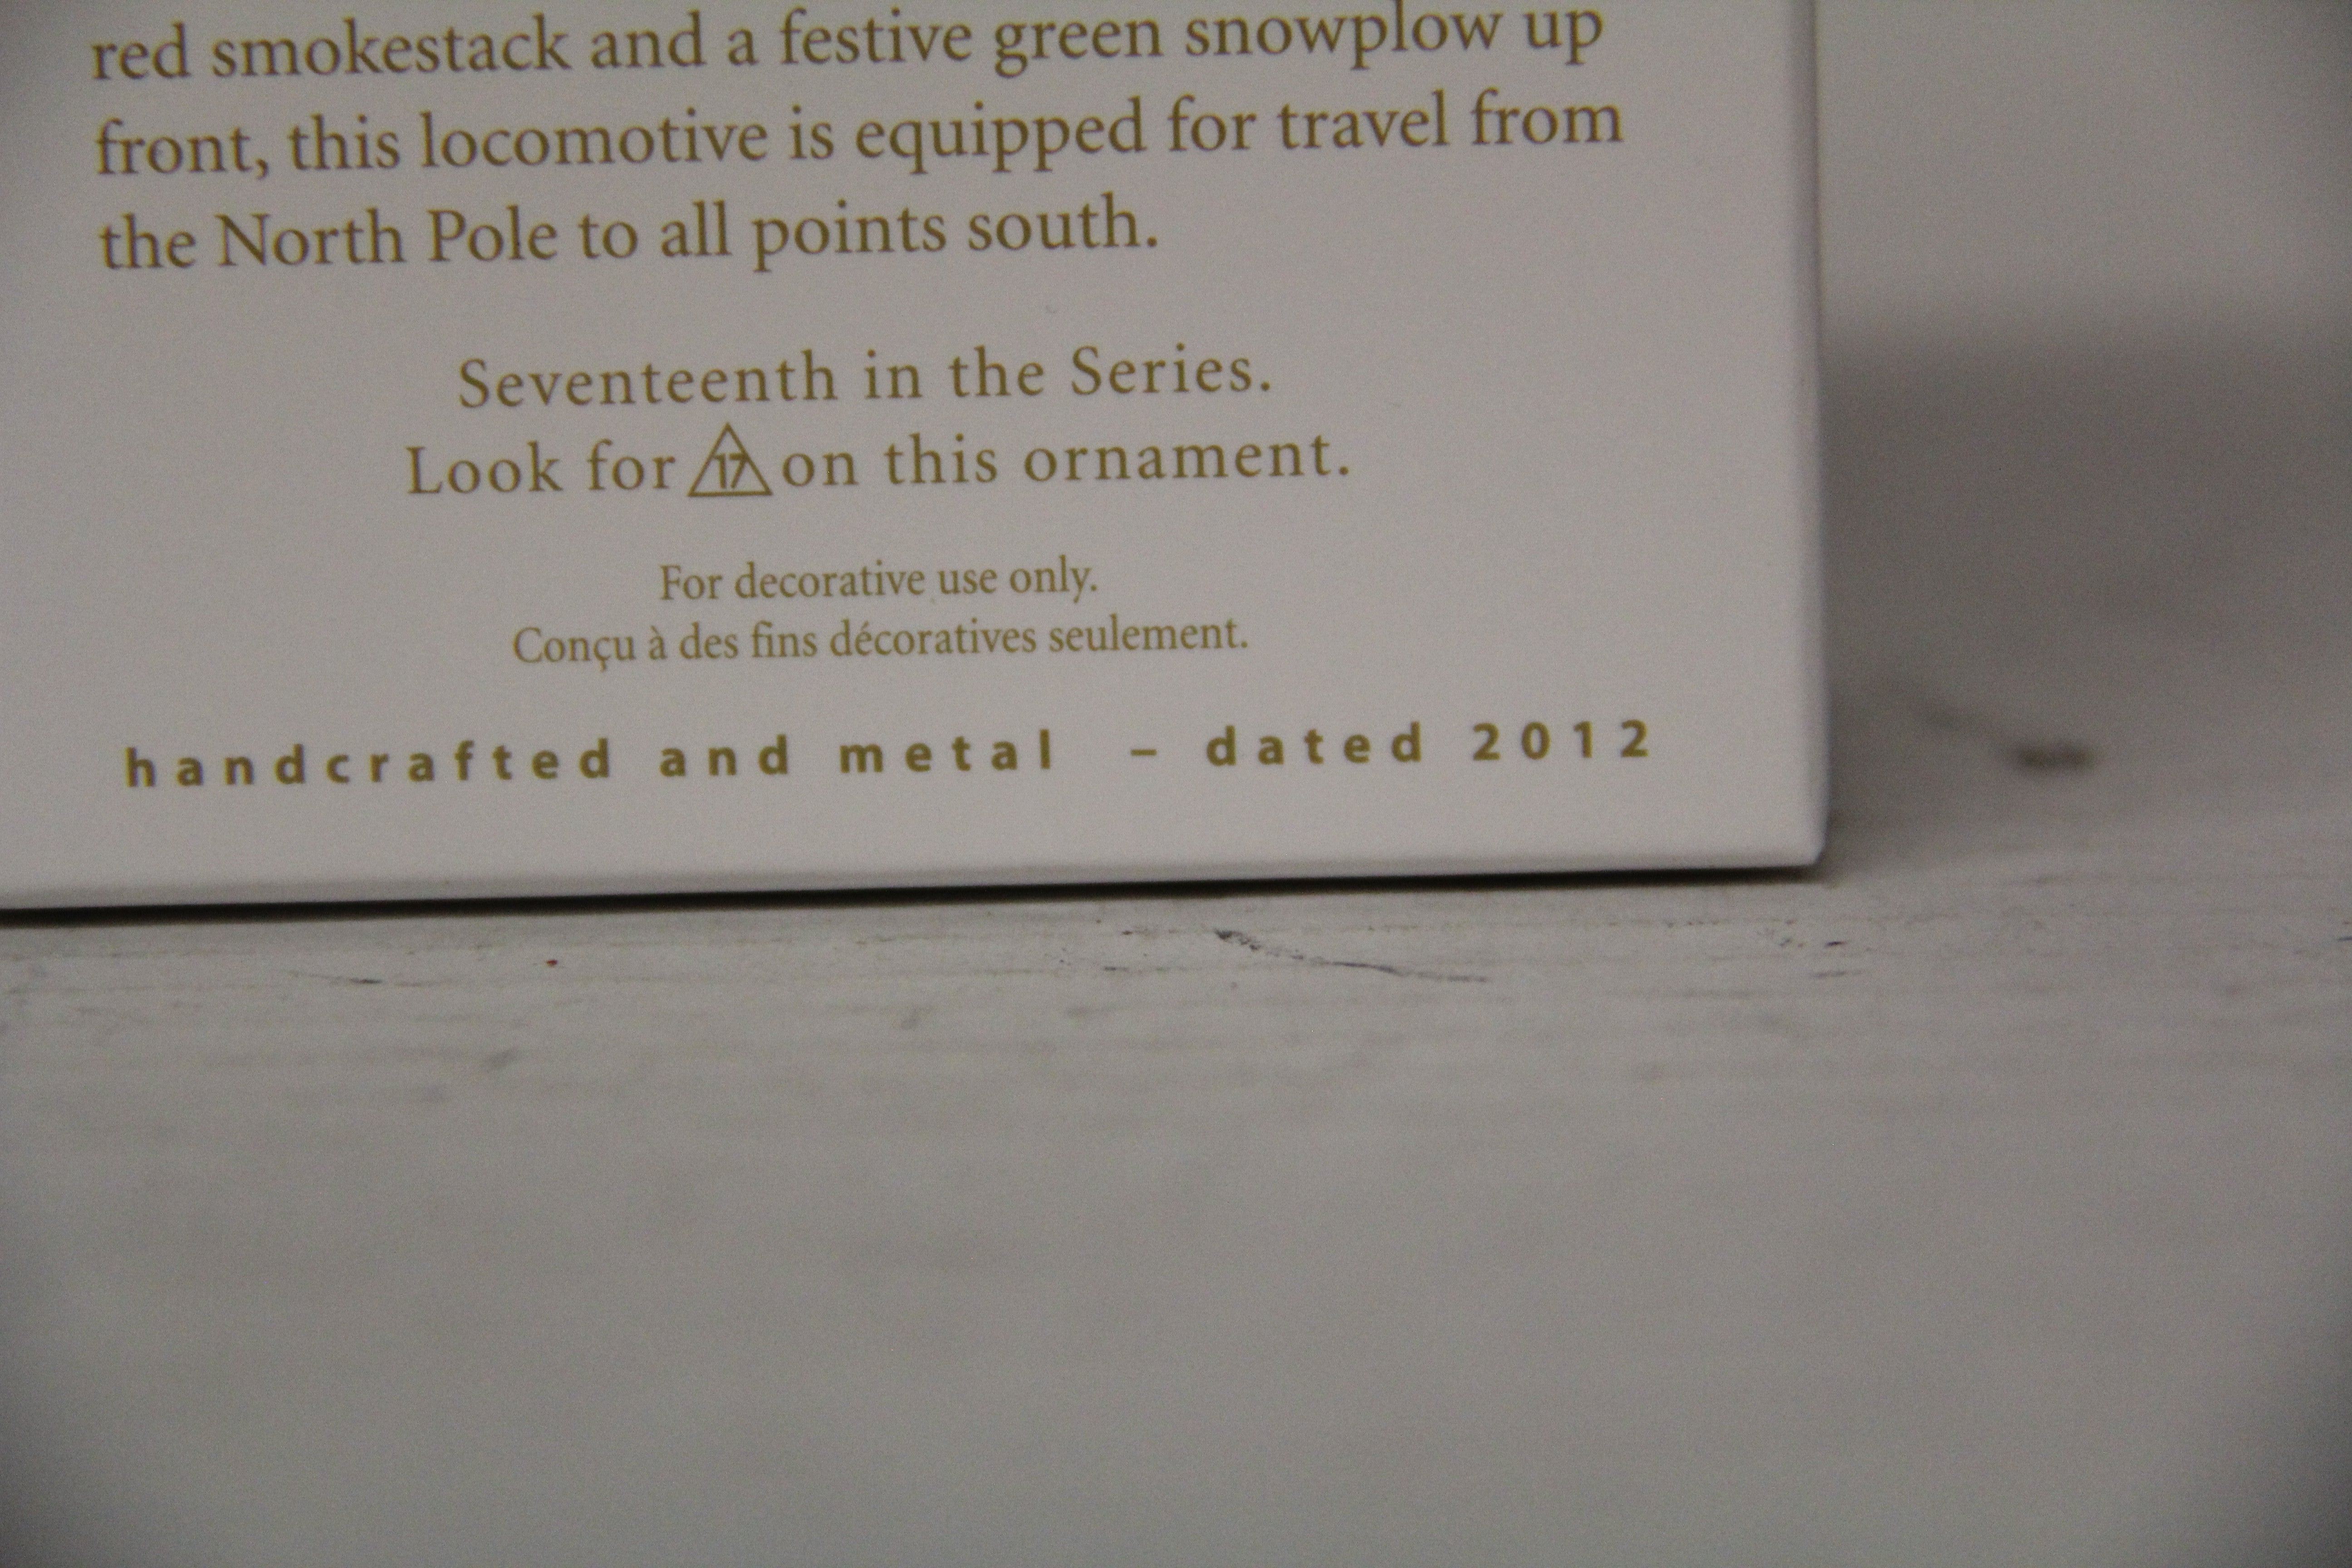 red smokestack and a festive green snowplow up
front, this locomotive is equipped for travel from
the North Pole to all points south.
Seventeenth in the Series.
Look for 17 on this ornament.
For decorative use only.
Conçu à des fins décoratives seulement.
handcrafted and metal – dated 2012